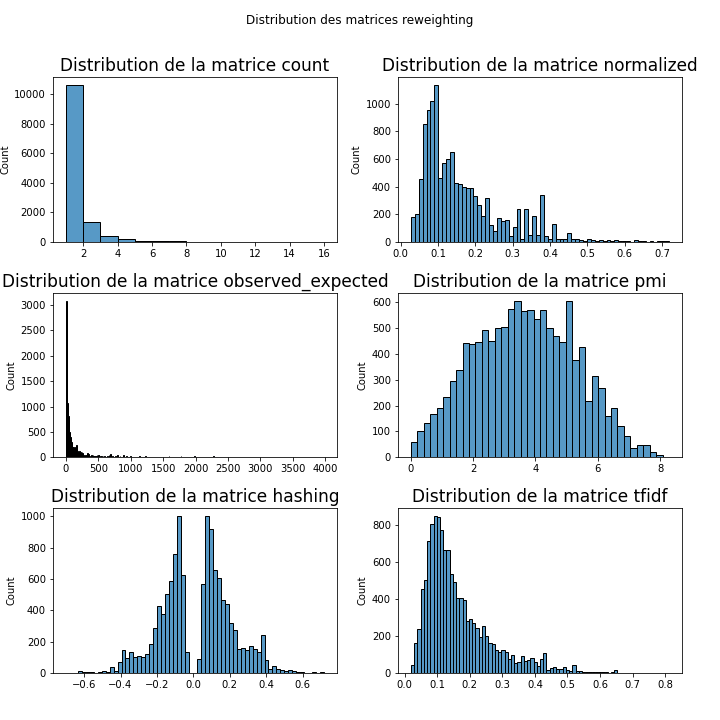 Distribution des matrices reweighting
Distribution de la matrice count
Count
10000
8000
6000
4000
2000
0
2 4 6 8 10 12 14 16
Distribution de la matrice normalized
Count
1000
800
600
400
200
0
0.0 0.1 0.2 0.3 0.4 0.5 0.6 0.7
Distribution de la matrice observed_expected
Count
3000
2500
2000
1500
1000
500
0
0 500 1000 1500 2000 2500 3000 3500 4000
Distribution de la matrice pmi
Count
600
500
400
300
200
100
0
0 2 4 6 8
Distribution de la matrice hashing
Count
1000
800
600
400
200
0
−0.6 −0.4 −0.2 0.0 0.2 0.4 0.6
Distribution de la matrice tfidf
Count
800
600
400
200
0
0.0 0.1 0.2 0.3 0.4 0.5 0.6 0.7 0.8